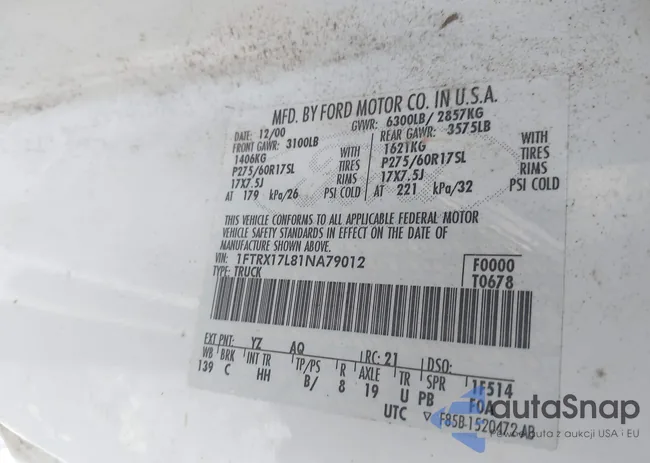 MFD. BY FORD MOTOR CO. IN U.S.A.
DATE: 12/00 GVWR: 6300LB/ 2857KG
FRONT GAWR: 3100LB REAR GAWR: 3575LB
1406KG WITH 1621KG WITH
P275/60R17SL TIRES P275/60R17SL TIRES
17X7.5J RIMS 17X7.5J RIMS
AT 179 kPa/26 PSI COLD AT 221 kPa/32 PSI COLD
THIS VEHICLE CONFORMS TO ALL APPLICABLE FEDERAL MOTOR
VEHICLE SAFETY STANDARDS IN EFFECT ON THE DATE OF
MANUFACTURE SHOWN ABOVE.
VIN: 1FTRX17L81NA79012 F0000
TYPE: TRUCK T0678
EXT PNT: YZ AQ RC: 21 DSO:
WB BRK INT TR TP/PS R AXLE TR SPR 1F514
139 C HH B/ 8 19 U PB F0A
UTC ▽ F85B-1520472-AB
autaSnap
Auta z aukcji USA i EU